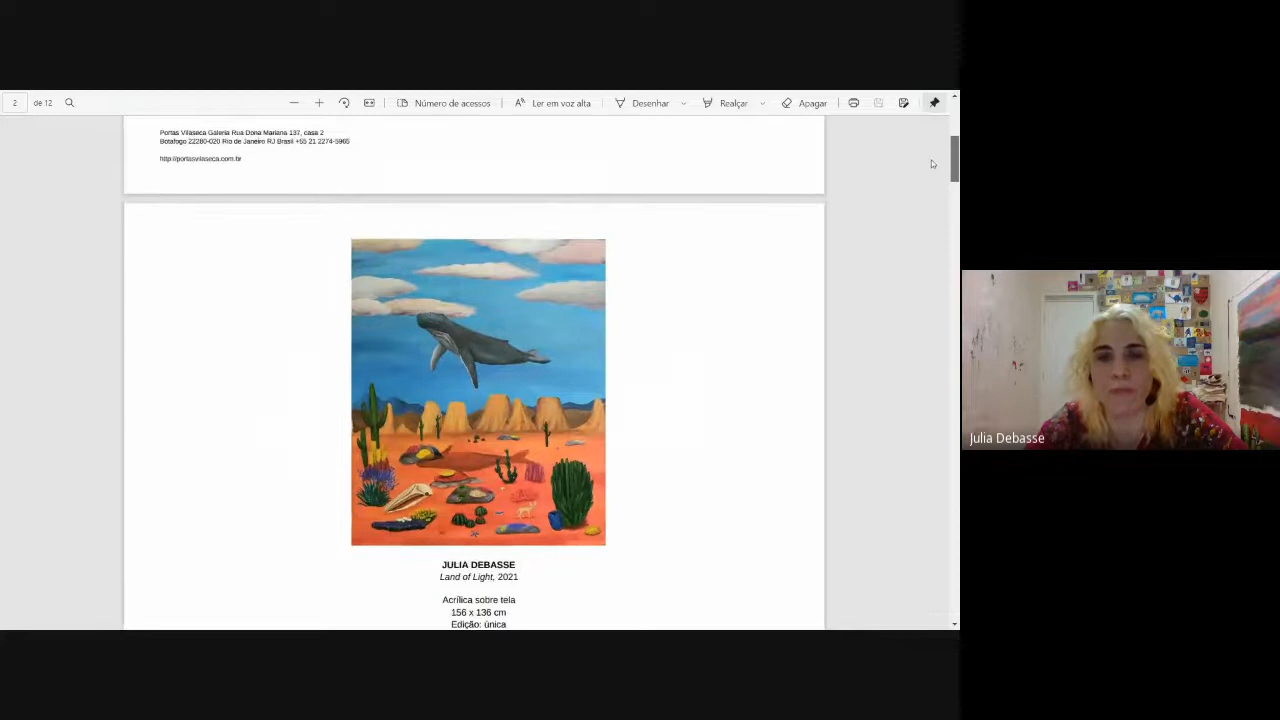 2 de 12 Número de acessos Ler em voz alta Desenhar Realçar Apagar
Portas Vilaseca Galeria Rua Dona Mariana 137, casa 2
Botafogo 22280-020 Rio de Janeiro RJ Brasil +55 21 2274-5965
http://portasvilaseca.com.br
JULIA DEBASSE
Land of Light, 2021
Acrílica sobre tela
156 x 136 cm
Edição: única
Julia Debasse